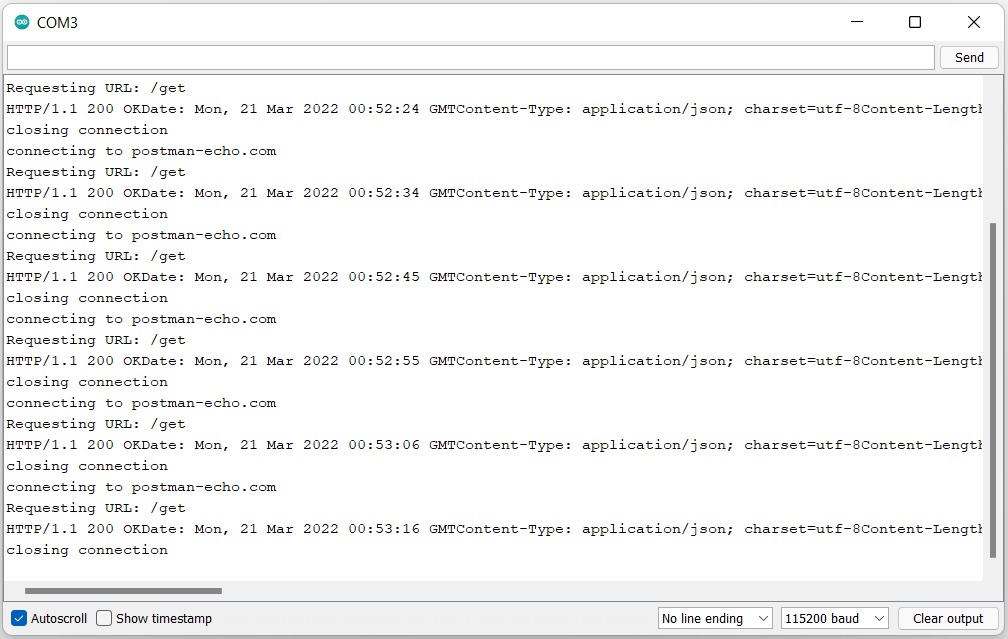 COM3
Send
Requesting URL: /get
HTTP/1.1 200 OKDate: Mon, 21 Mar 2022 00:52:24 GMTContent-Type: application/json; charset=utf-8Content-Length
closing connection
connecting to postman-echo.com
Requesting URL: /get
HTTP/1.1 200 OKDate: Mon, 21 Mar 2022 00:52:34 GMTContent-Type: application/json; charset=utf-8Content-Length
closing connection
connecting to postman-echo.com
Requesting URL: /get
HTTP/1.1 200 OKDate: Mon, 21 Mar 2022 00:52:45 GMTContent-Type: application/json; charset=utf-8Content-Length
closing connection
connecting to postman-echo.com
Requesting URL: /get
HTTP/1.1 200 OKDate: Mon, 21 Mar 2022 00:52:55 GMTContent-Type: application/json; charset=utf-8Content-Length
closing connection
connecting to postman-echo.com
Requesting URL: /get
HTTP/1.1 200 OKDate: Mon, 21 Mar 2022 00:53:06 GMTContent-Type: application/json; charset=utf-8Content-Length
closing connection
connecting to postman-echo.com
Requesting URL: /get
HTTP/1.1 200 OKDate: Mon, 21 Mar 2022 00:53:16 GMTContent-Type: application/json; charset=utf-8Content-Length
closing connection
Autoscroll Show timestamp No line ending 115200 baud Clear output